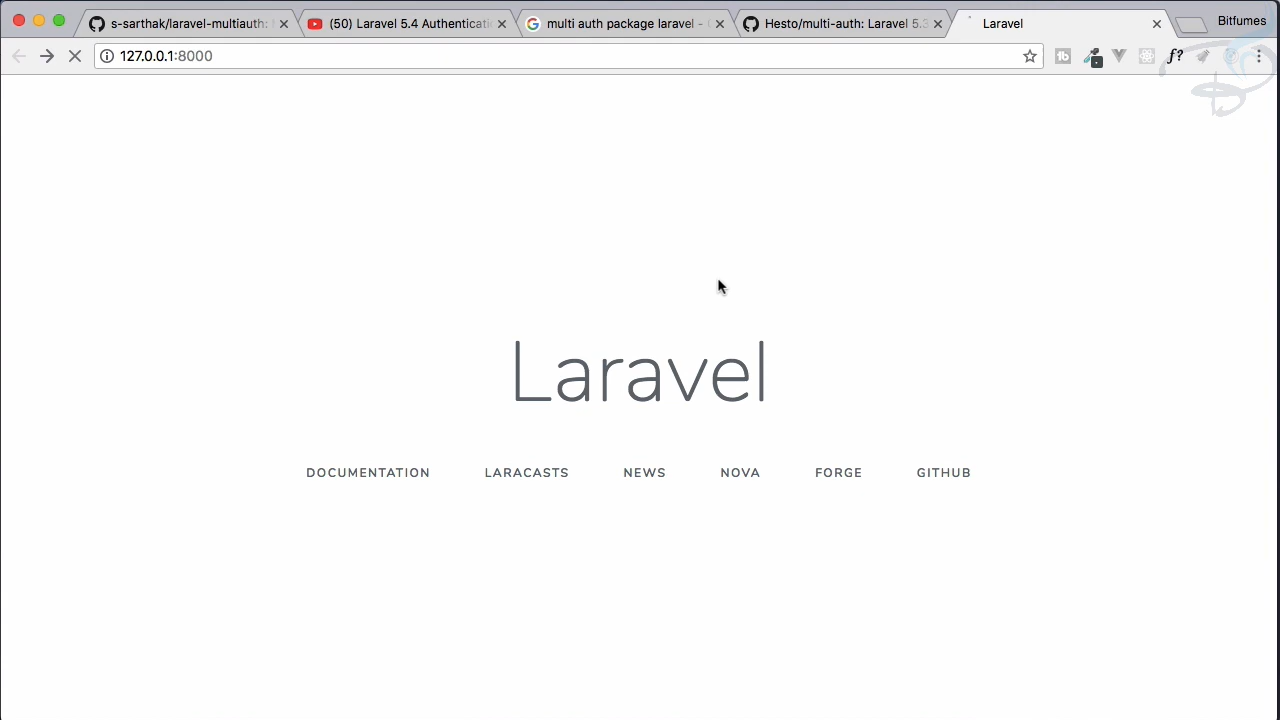 s-sarthak/laravel-multiauth:
(50) Laravel 5.4 Authenticati
multi auth package laravel -
Hesto/multi-auth: Laravel 5.3
Laravel
Bitfumes
127.0.0.1:8000
f?
Laravel
DOCUMENTATION LARACASTS NEWS NOVA FORGE GITHUB